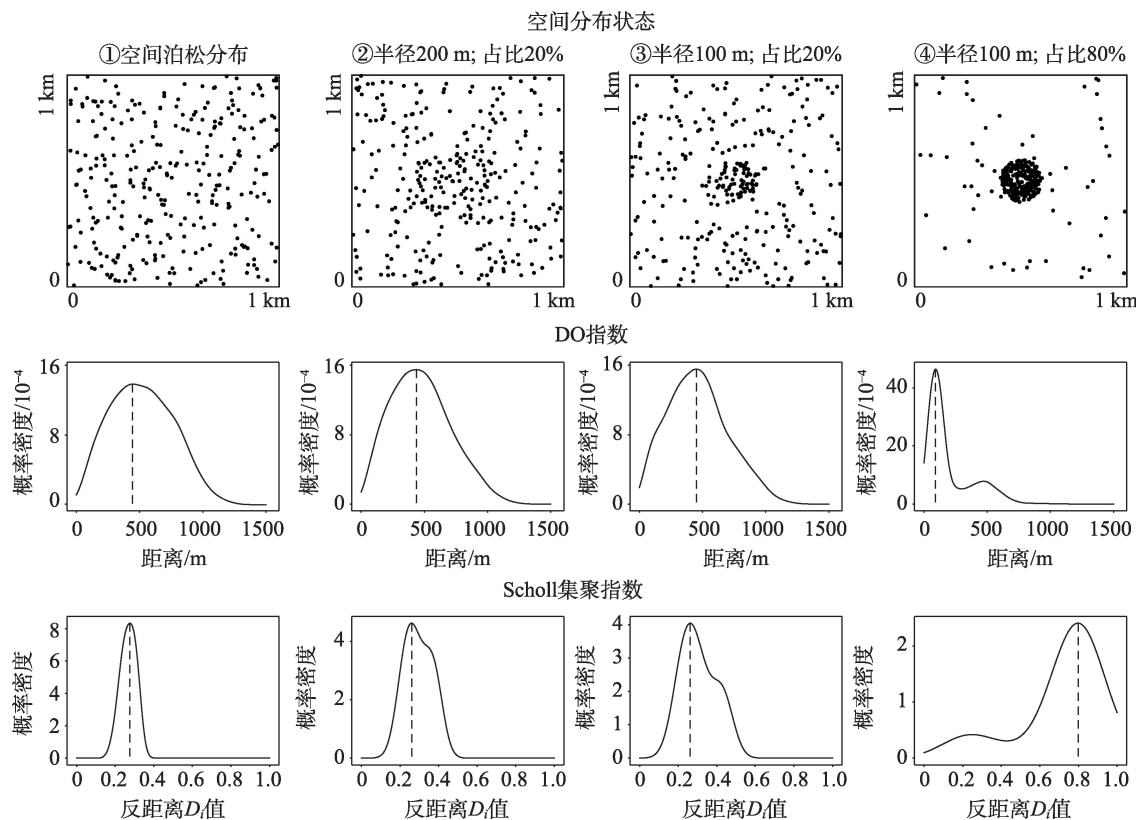 空间分布状态
①空间泊松分布 ②半径200 m; 占比20% ③半径100 m; 占比20% ④半径100 m; 占比80%
1 km 1 km 1 km 1 km
0 0 0 0
0 1 km 0 1 km 0 1 km 0 1 km
DO指数
概率密度/10⁻⁴ 概率密度/10⁻⁴ 概率密度/10⁻⁴ 概率密度/10⁻⁴
16 16 16 40
8 8 8 20
0 0 0 0
0 500 1000 1500 0 500 1000 1500 0 500 1000 1500 0 500 1000 1500
距离/m 距离/m 距离/m 距离/m
Scholl集聚指数
概率密度 概率密度 概率密度 概率密度
8 6 4 2 0
4 2 0
4 3 2 1 0
2 1 0
0 0.2 0.4 0.6 0.8 1.0 0 0.2 0.4 0.6 0.8 1.0 0 0.2 0.4 0.6 0.8 1.0 0 0.2 0.4 0.6 0.8 1.0
反距离Dᵢ值 反距离Dᵢ值 反距离Dᵢ值 反距离Dᵢ值